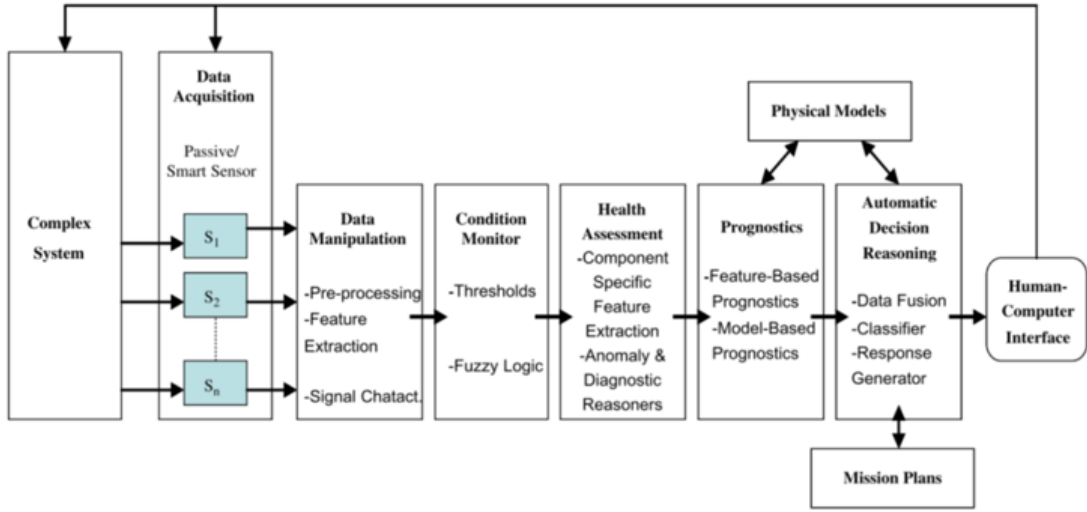 Complex
System
Data
Acquisition
Passive/
Smart Sensor
S1
S2
Sn
Data
Manipulation
-Pre-processing
-Feature
Extraction
-Signal Chatact.
Condition
Monitor
-Thresholds
-Fuzzy Logic
Health
Assessment
-Component
Specific
Feature
Extraction
-Anomaly &
Diagnostic
Reasoners
Physical Models
Prognostics
-Feature-Based
Prognostics
-Model-Based
Prognostics
Automatic
Decision
Reasoning
-Data Fusion
-Classifier
-Response
Generator
Mission Plans
Human-
Computer
Interface